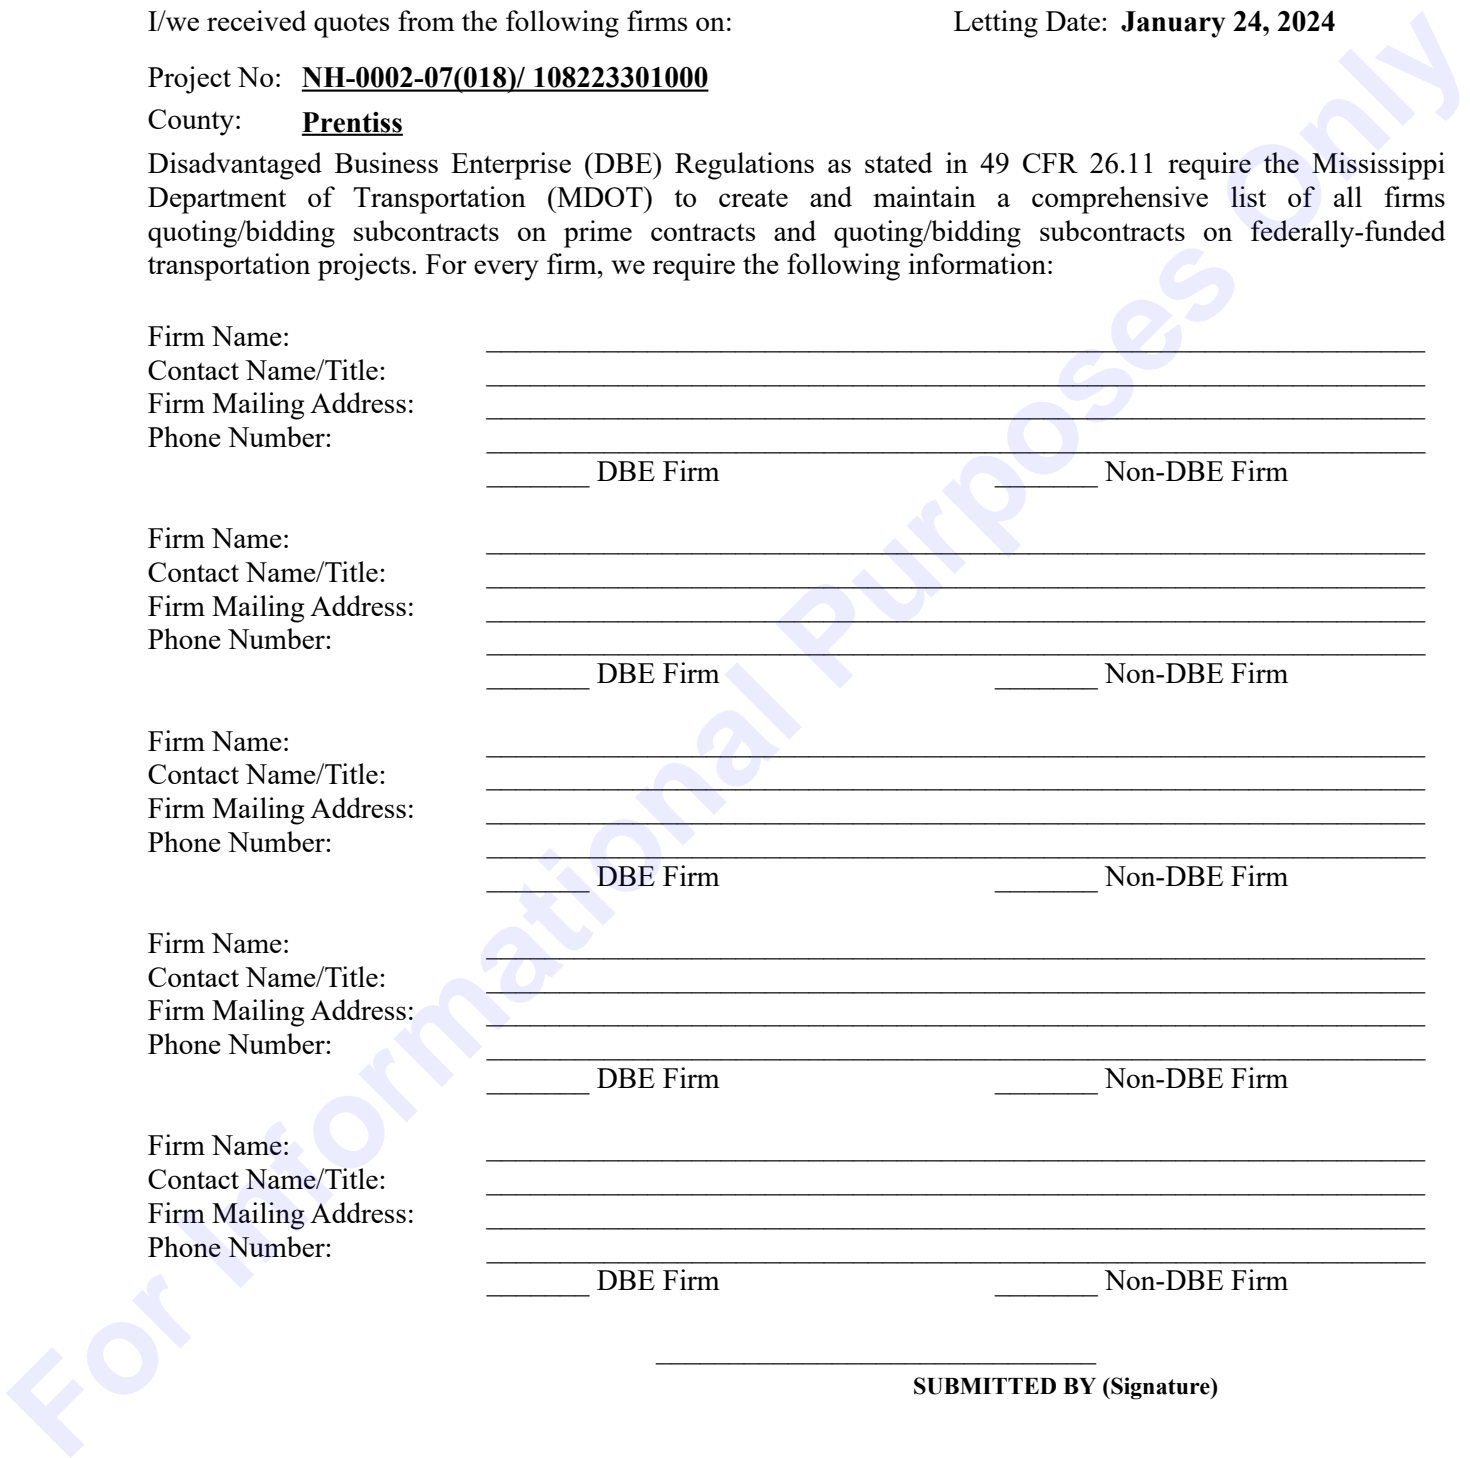 I/we received quotes from the following firms on: Letting Date: January 24, 2024
Project No: NH-0002-07(018)/ 108223301000
County: Prentiss
Disadvantaged Business Enterprise (DBE) Regulations as stated in 49 CFR 26.11 require the Mississippi
Department of Transportation (MDOT) to create and maintain a comprehensive list of all firms
quoting/bidding subcontracts on prime contracts and quoting/bidding subcontracts on federally-funded
transportation projects. For every firm, we require the following information:
Firm Name:
Contact Name/Title:
Firm Mailing Address:
Phone Number:
DBE Firm Non-DBE Firm
Firm Name:
Contact Name/Title:
Firm Mailing Address:
Phone Number:
DBE Firm Non-DBE Firm
Firm Name:
Contact Name/Title:
Firm Mailing Address:
Phone Number:
DBE Firm Non-DBE Firm
Firm Name:
Contact Name/Title:
Firm Mailing Address:
Phone Number:
DBE Firm Non-DBE Firm
Firm Name:
Contact Name/Title:
Firm Mailing Address:
Phone Number:
DBE Firm Non-DBE Firm
SUBMITTED BY (Signature)
For Informational Purposes Only